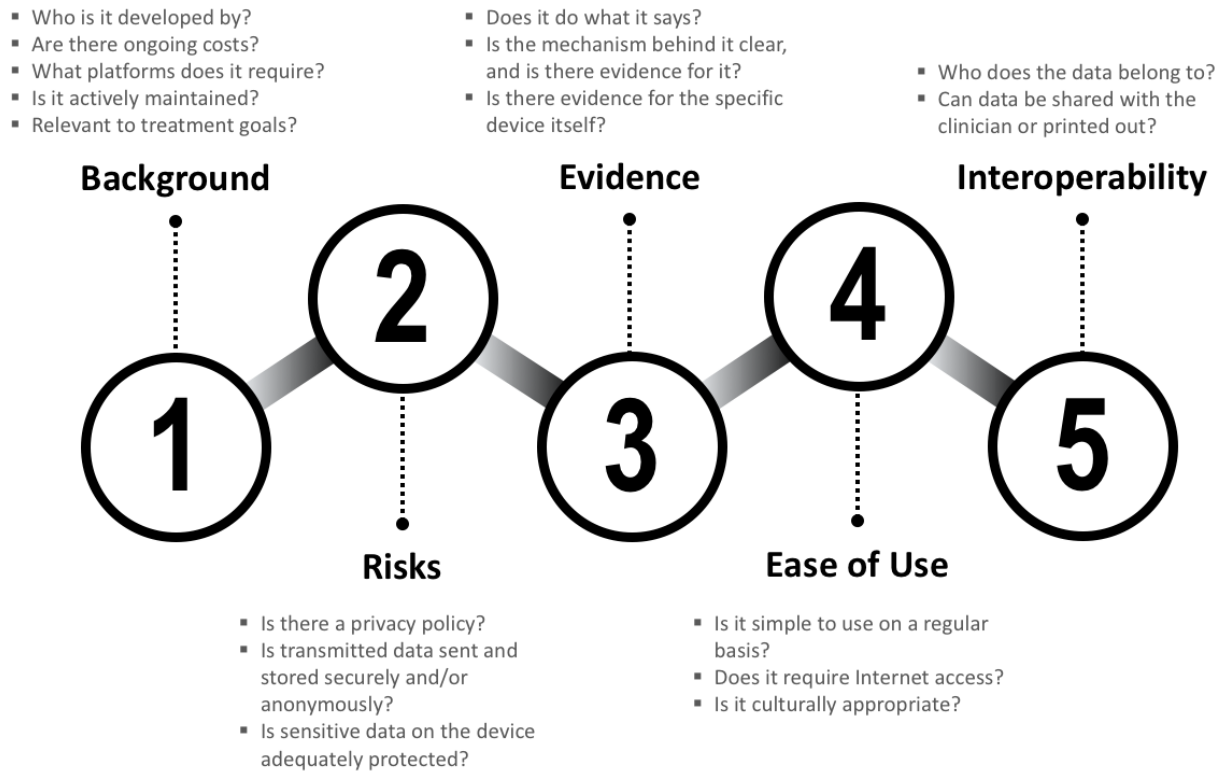 ▪ Who is it developed by?
▪ Are there ongoing costs?
▪ What platforms does it require?
▪ Is it actively maintained?
▪ Relevant to treatment goals?
Background
1
2
Risks
▪ Is there a privacy policy?
▪ Is transmitted data sent and
stored securely and/or
anonymously?
▪ Is sensitive data on the device
adequately protected?
▪ Does it do what it says?
▪ Is the mechanism behind it clear,
and is there evidence for it?
▪ Is there evidence for the specific
device itself?
Evidence
3
4
Ease of Use
▪ Is it simple to use on a regular
basis?
▪ Does it require Internet access?
▪ Is it culturally appropriate?
▪ Who does the data belong to?
▪ Can data be shared with the
clinician or printed out?
Interoperability
5